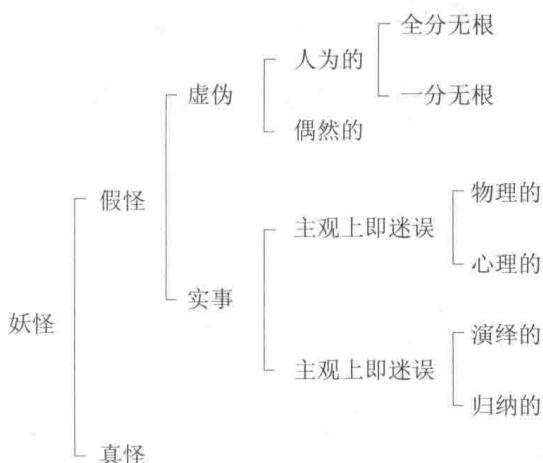 全分无根
人为的
一分无根
虚伪
偶然的
假怪
物理的
主观上即迷误
心理的
实事
妖怪
演绎的
主观上即迷误
归纳的
真怪